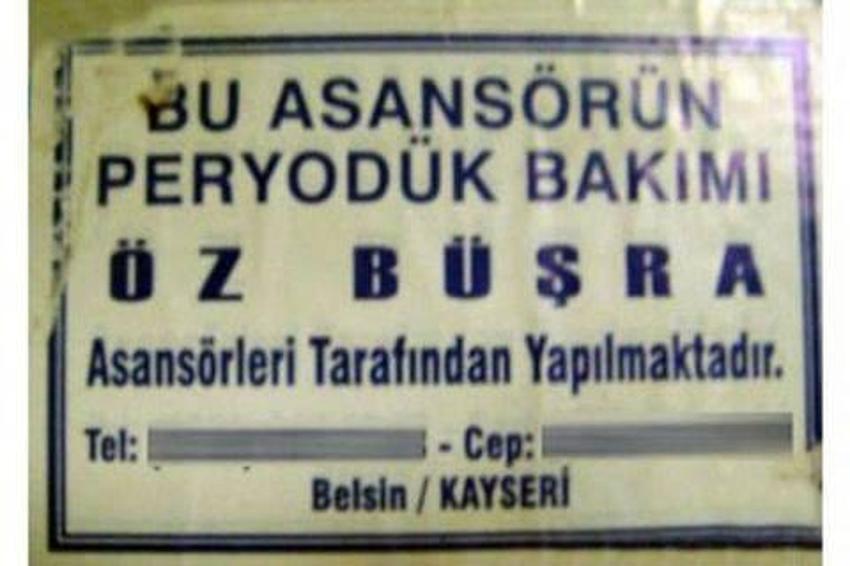 BU ASANSÖRÜN
PERYODÜK BAKIMI
ÖZ BÜŞRA
Asansörleri Tarafından Yapılmaktadır.
Tel: - Cep:
Belsin / KAYSERİ